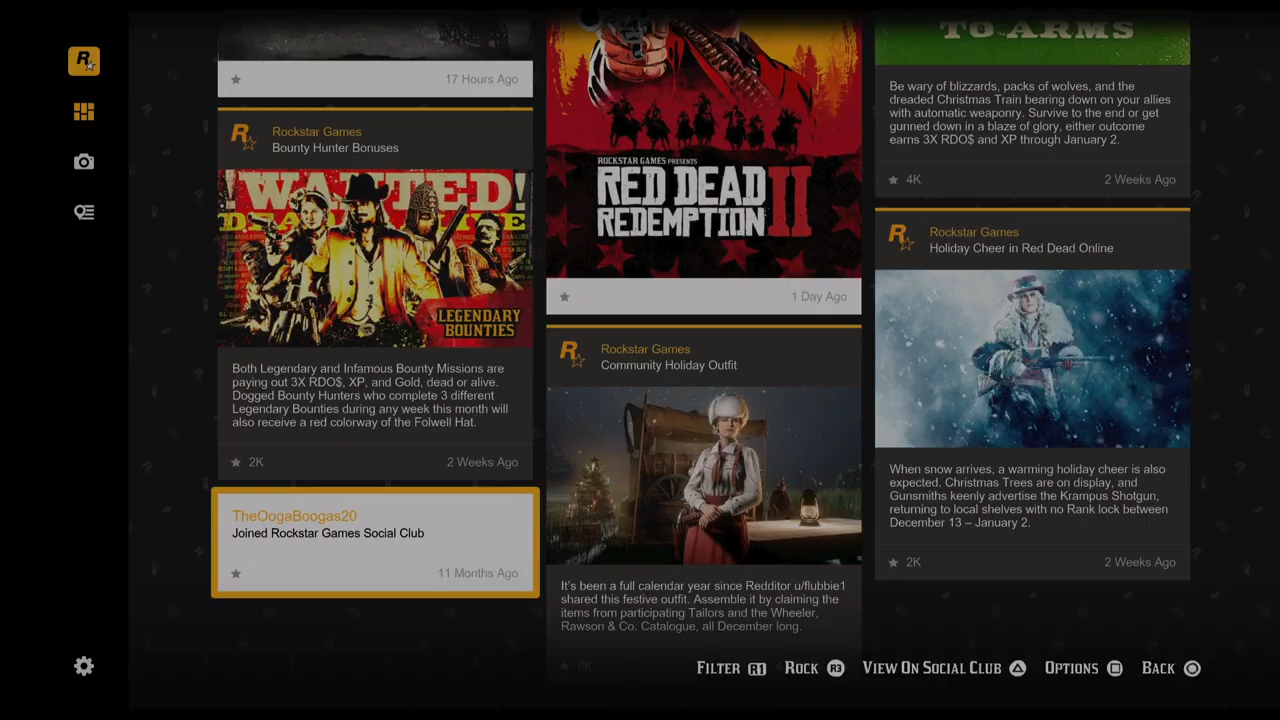 17 Hours Ago
Rockstar Games
Bounty Hunter Bonuses
!WANTED!
LEGENDARY
BOUNTIES
Both Legendary and Infamous Bounty Missions are
paying out 3X RDO$, XP, and Gold, dead or alive.
Dogged Bounty Hunters who complete 3 different
Legendary Bounties during any week this month will
also receive a red colorway of the Folwell Hat.
2K
2 Weeks Ago
TheOogaBoogas20
Joined Rockstar Games Social Club
11 Months Ago
ROCKSTAR GAMES PRESENTS
RED DEAD
REDEMPTION II
1 Day Ago
Rockstar Games
Community Holiday Outfit
It's been a full calendar year since Redditor u/flubbie1
shared this festive outfit. Assemble it by claiming the
items from participating Tailors and the Wheeler,
Rawson & Co. Catalogue, all December long.
6K
TO ARMS
Be wary of blizzards, packs of wolves, and the
dreaded Christmas Train bearing down on your allies
with automatic weaponry. Survive to the end or get
gunned down in a blaze of glory, either outcome
earns 3X RDO$ and XP through January 2.
4K
2 Weeks Ago
Rockstar Games
Holiday Cheer in Red Dead Online
When snow arrives, a warming holiday cheer is also
expected. Christmas Trees are on display, and
Gunsmiths keenly advertise the Krampus Shotgun,
returning to local shelves with no Rank lock between
December 13 – January 2.
2K
2 Weeks Ago
FILTER R1 ROCK R3 VIEW ON SOCIAL CLUB OPTIONS BACK